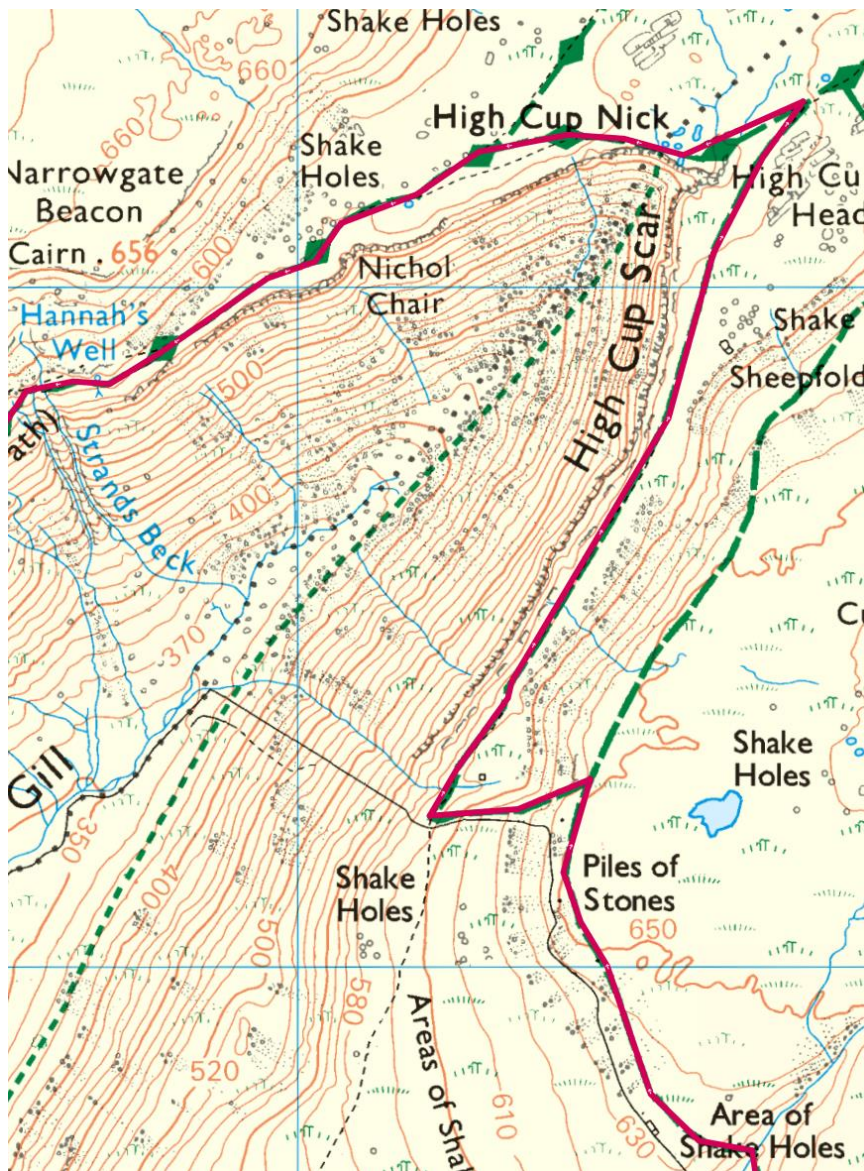 Shake Holes
660
660
High Cup Nick
Shake
Holes
Narrowgate
Beacon
Cairn . 656
600
High Cu
Head
Nichol
Chair
High Cup Scar
Hannah's
Well
Shake
Sheepfold
500
ath)
Strands Beck
400
370
Cu
Gill
350
Shake
Holes
400
Shake
Holes
Piles of
Stones
500
650
580
Areas of Shak
520
610
630
Area of
Shake Holes